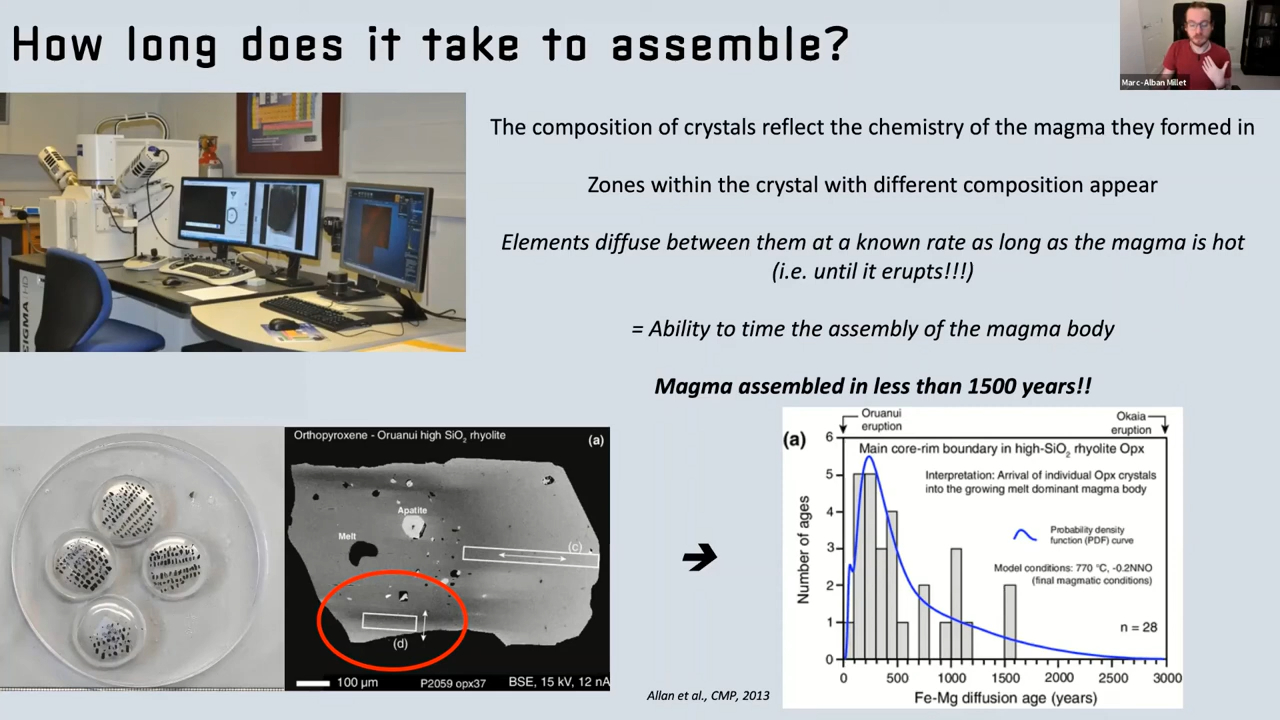 How long does it take to assemble?
Marc-Alban Millet
The composition of crystals reflect the chemistry of the magma they formed in
Zones within the crystal with different composition appear
Elements diffuse between them at a known rate as long as the magma is hot
(i.e. until it erupts!!!)
= Ability to time the assembly of the magma body
Magma assembled in less than 1500 years!!
SIGMA HD
Orthopyroxene - Oruanui high SiO₂ rhyolite
(a)
Apatite
Melt
(c)
(d)
100 µm
P2059 opx37
BSE, 15 kV, 12 nA
Oruanui
eruption
Okaia
eruption
(a)
Main core-rim boundary in high-SiO₂ rhyolite Opx
Interpretation: Arrival of individual Opx crystals
into the growing melt dominant magma body
Probability density
function (PDF) curve
Model conditions: 770 °C, -0.2NNO
(final magmatic conditions)
n = 28
Number of ages
6
5
4
3
2
1
0
0 500 1000 1500 2000 2500 3000
Fe-Mg diffusion age (years)
Allan et al., CMP, 2013